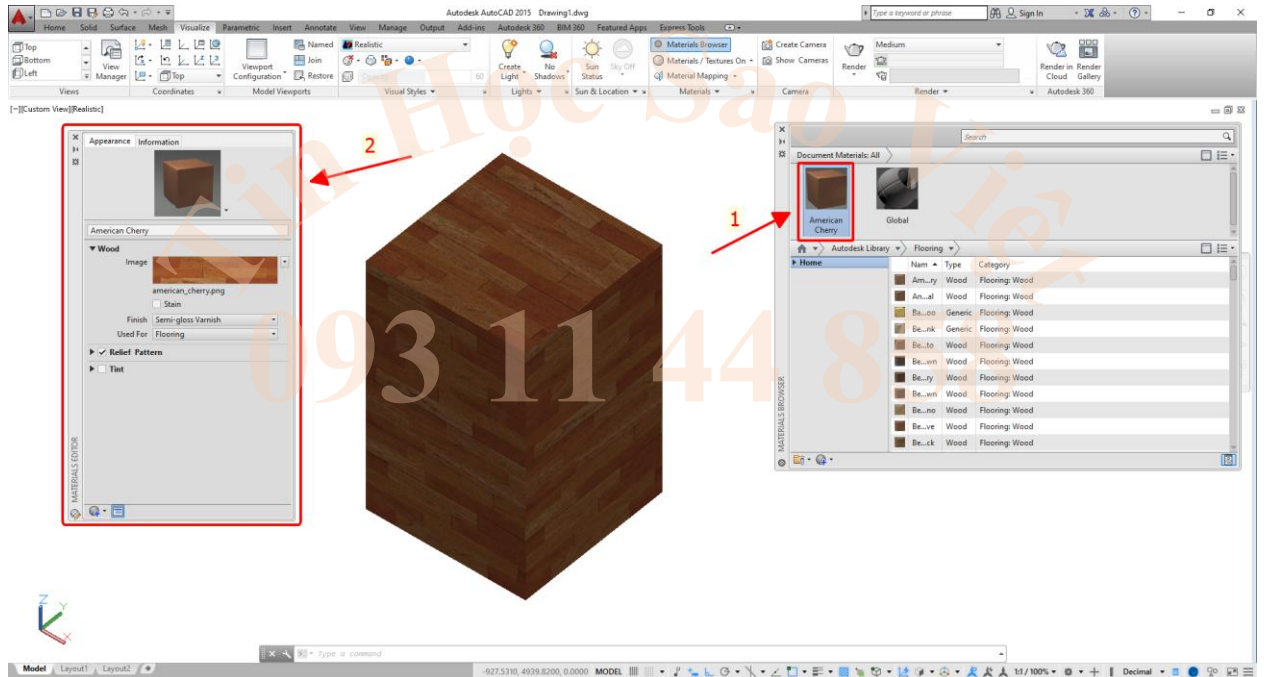 Autodesk AutoCAD 2015 Drawing1.dwg
Type a keyword or phrase
Sign In
Home Solid Surface Mesh Visualize Parametric Insert Annotate View Manage Output Add-ins Autodesk 360 BIM 360 Featured Apps Express Tools
Top
Bottom
Left
View Manager
Top
Viewport Configuration
Named
Join
Restore
Realistic
Opacity 60
Create Light
No Shadows
Sun Status
Sky Off
Materials Browser
Materials / Textures On
Material Mapping
Create Camera
Show Cameras
Render
Medium
Render in Cloud
Render Gallery
Views Coordinates Model Viewports Visual Styles Lights Sun & Location Materials Camera Render Autodesk 360
[−][Custom View][Realistic]
Appearance Information
American Cherry
Wood
Image
american_cherry.png
Stain
Finish Semi-gloss Varnish
Used For Flooring
Relief Pattern
Tint
MATERIALS EDITOR
2
1
Search
Document Materials: All
American Cherry
Global
Autodesk Library Flooring
Home
Nam Type Category
Am...ry Wood Flooring: Wood
An...al Wood Flooring: Wood
Ba...oo Generic Flooring: Wood
Be...nk Generic Flooring: Wood
Be...to Wood Flooring: Wood
Be...wn Wood Flooring: Wood
Be...ry Wood Flooring: Wood
Be...wn Wood Flooring: Wood
Be...no Wood Flooring: Wood
Be...ve Wood Flooring: Wood
Be...ck Wood Flooring: Wood
MATERIALS BROWSER
Tin Học Sao Việt
093 11 44 858
Z
Y
X
Type a command
Model Layout1 Layout2 +
-927.5310, 4939.8200, 0.0000 MODEL 1:1 / 100% Decimal